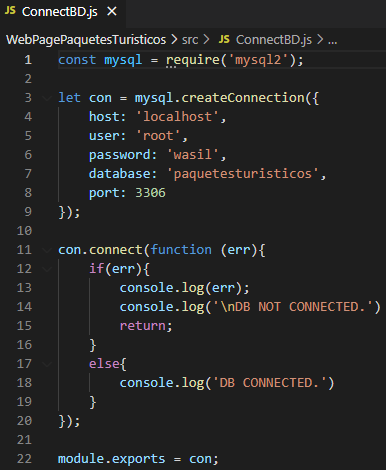 JS ConnectBD.js ×
WebPagePaquetesTuristicos > src > JS ConnectBD.js > ...
1 const mysql = require('mysql2');
2
3 let con = mysql.createConnection({
4     host: 'localhost',
5     user: 'root',
6     password: 'wasil',
7     database: 'paquetesturisticos',
8     port: 3306
9 });
10
11 con.connect(function (err){
12     if(err){
13         console.log(err);
14         console.log('\nDB NOT CONNECTED.')
15         return;
16     }
17     else{
18         console.log('DB CONNECTED.')
19     }
20 });
21
22 module.exports = con;